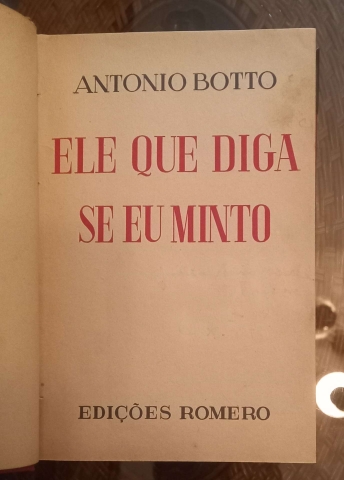 ANTONIO BOTTO
ELE QUE DIGA
SE EU MINTO
EDIÇÕES ROMERO